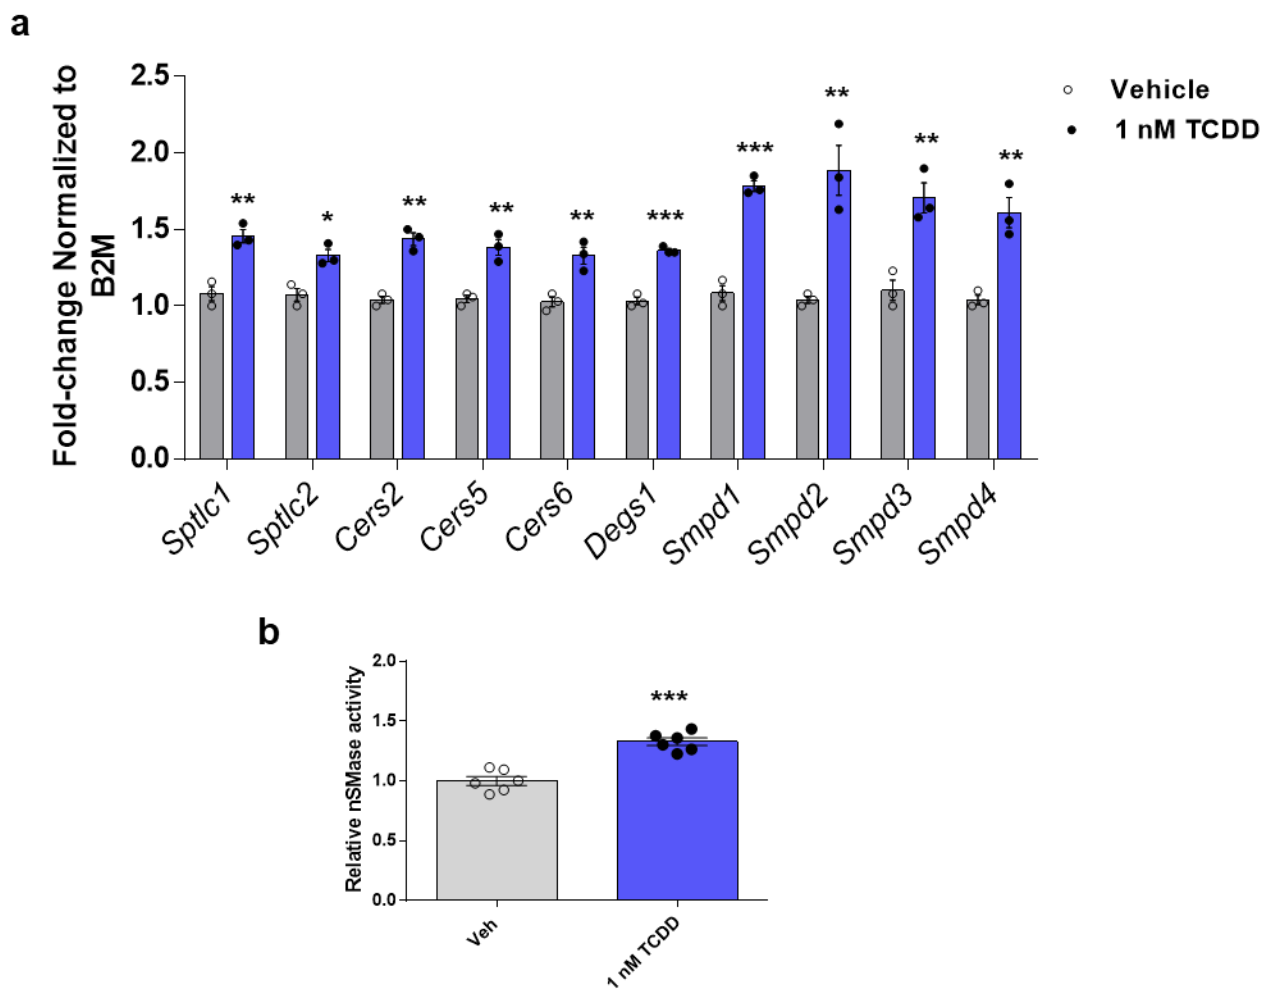 a
Fold-change Normalized to
B2M
2.5
2.0
1.5
1.0
0.5
0.0
** * ** ** ** *** *** ** ** **
Vehicle
1 nM TCDD
Sptlc1 Sptlc2 Cers2 Cers5 Cers6 Degs1 Smpd1 Smpd2 Smpd3 Smpd4
b
Relative nSMase activity
2.0
1.5
1.0
0.5
0.0
***
Veh 1 nM TCDD